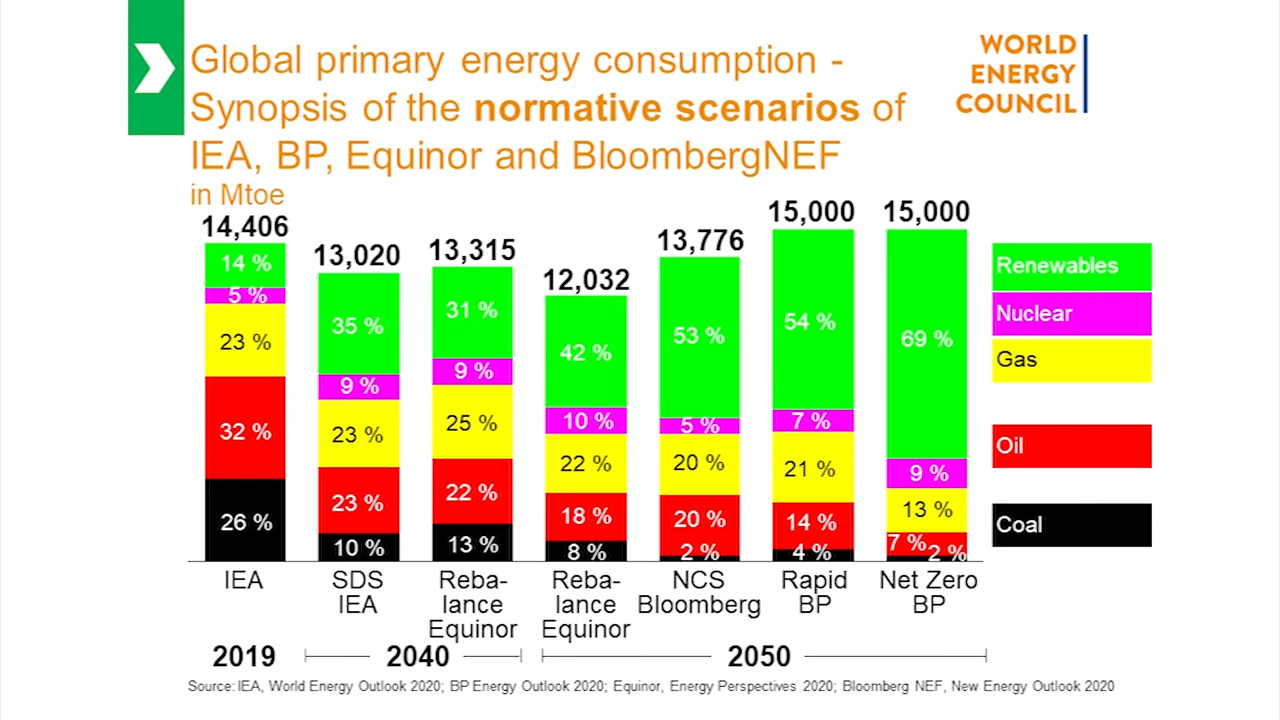 Global primary energy consumption -
Synopsis of the normative scenarios of
IEA, BP, Equinor and BloombergNEF
in Mtoe
WORLD
ENERGY
COUNCIL
14,406
13,020
13,315
12,032
13,776
15,000
15,000
14 %
5 %
23 %
32 %
26 %
35 %
9 %
23 %
23 %
10 %
31 %
9 %
25 %
22 %
13 %
42 %
10 %
22 %
18 %
8 %
53 %
5 %
20 %
20 %
2 %
54 %
7 %
21 %
14 %
4 %
69 %
9 %
13 %
7 %
2 %
Renewables
Nuclear
Gas
Oil
Coal
IEA
SDS
IEA
Reba-
lance
Equinor
Reba-
lance
Equinor
NCS
Bloomberg
Rapid
BP
Net Zero
BP
2019
2040
2050
Source: IEA, World Energy Outlook 2020; BP Energy Outlook 2020; Equinor, Energy Perspectives 2020; Bloomberg NEF, New Energy Outlook 2020